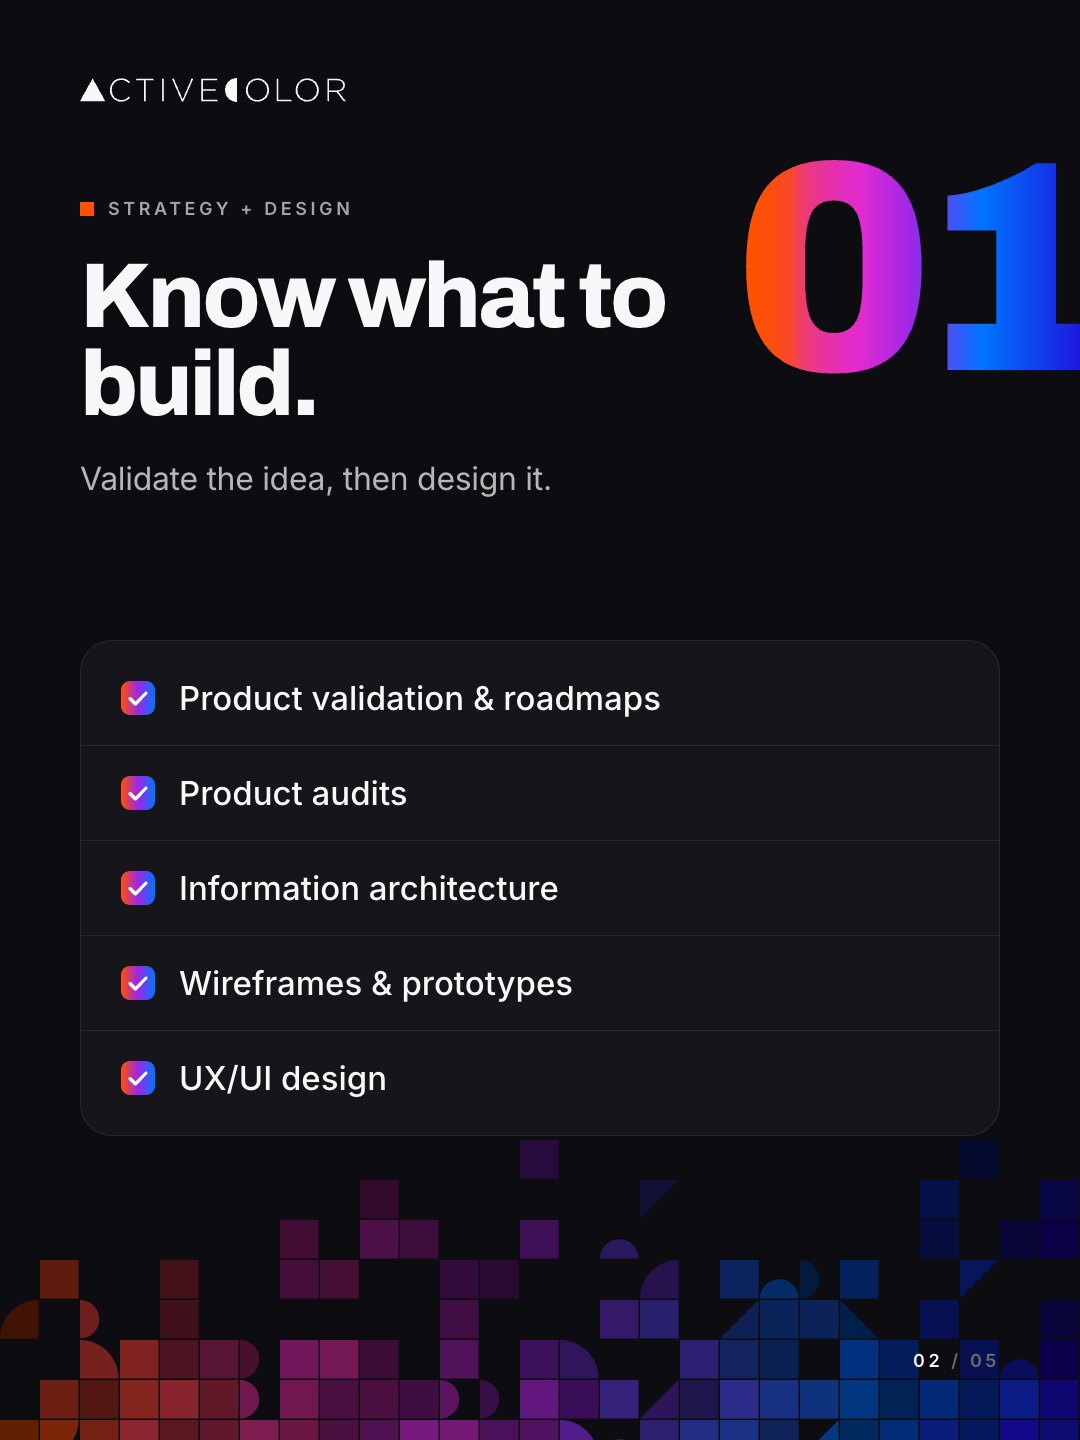 ACTIVECOLOR
STRATEGY + DESIGN
01
Know what to
build.
Validate the idea, then design it.
Product validation & roadmaps
Product audits
Information architecture
Wireframes & prototypes
UX/UI design
02 / 05